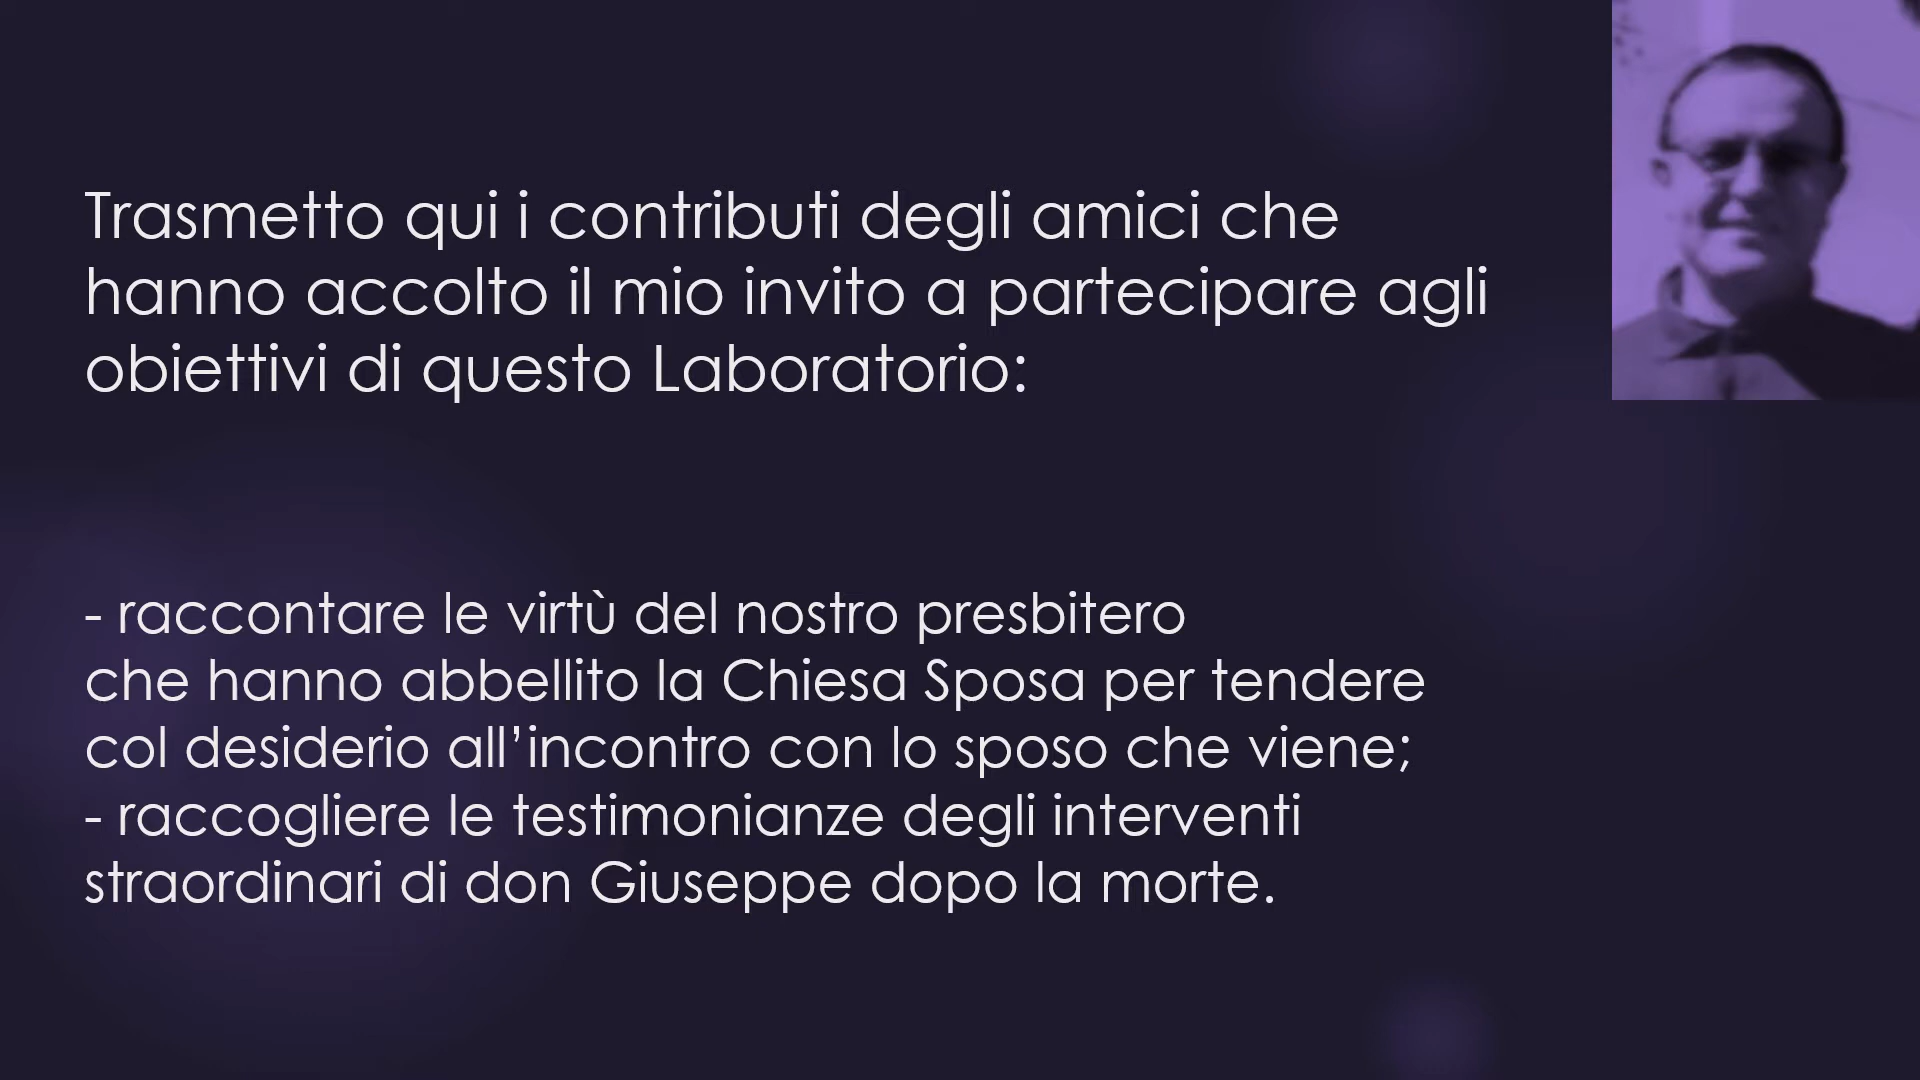 Trasmetto qui i contributi degli amici che
hanno accolto il mio invito a partecipare agli
obiettivi di questo Laboratorio:
- raccontare le virtù del nostro presbitero
che hanno abbellito la Chiesa Sposa per tendere
col desiderio all’incontro con lo sposo che viene;
- raccogliere le testimonianze degli interventi
straordinari di don Giuseppe dopo la morte.